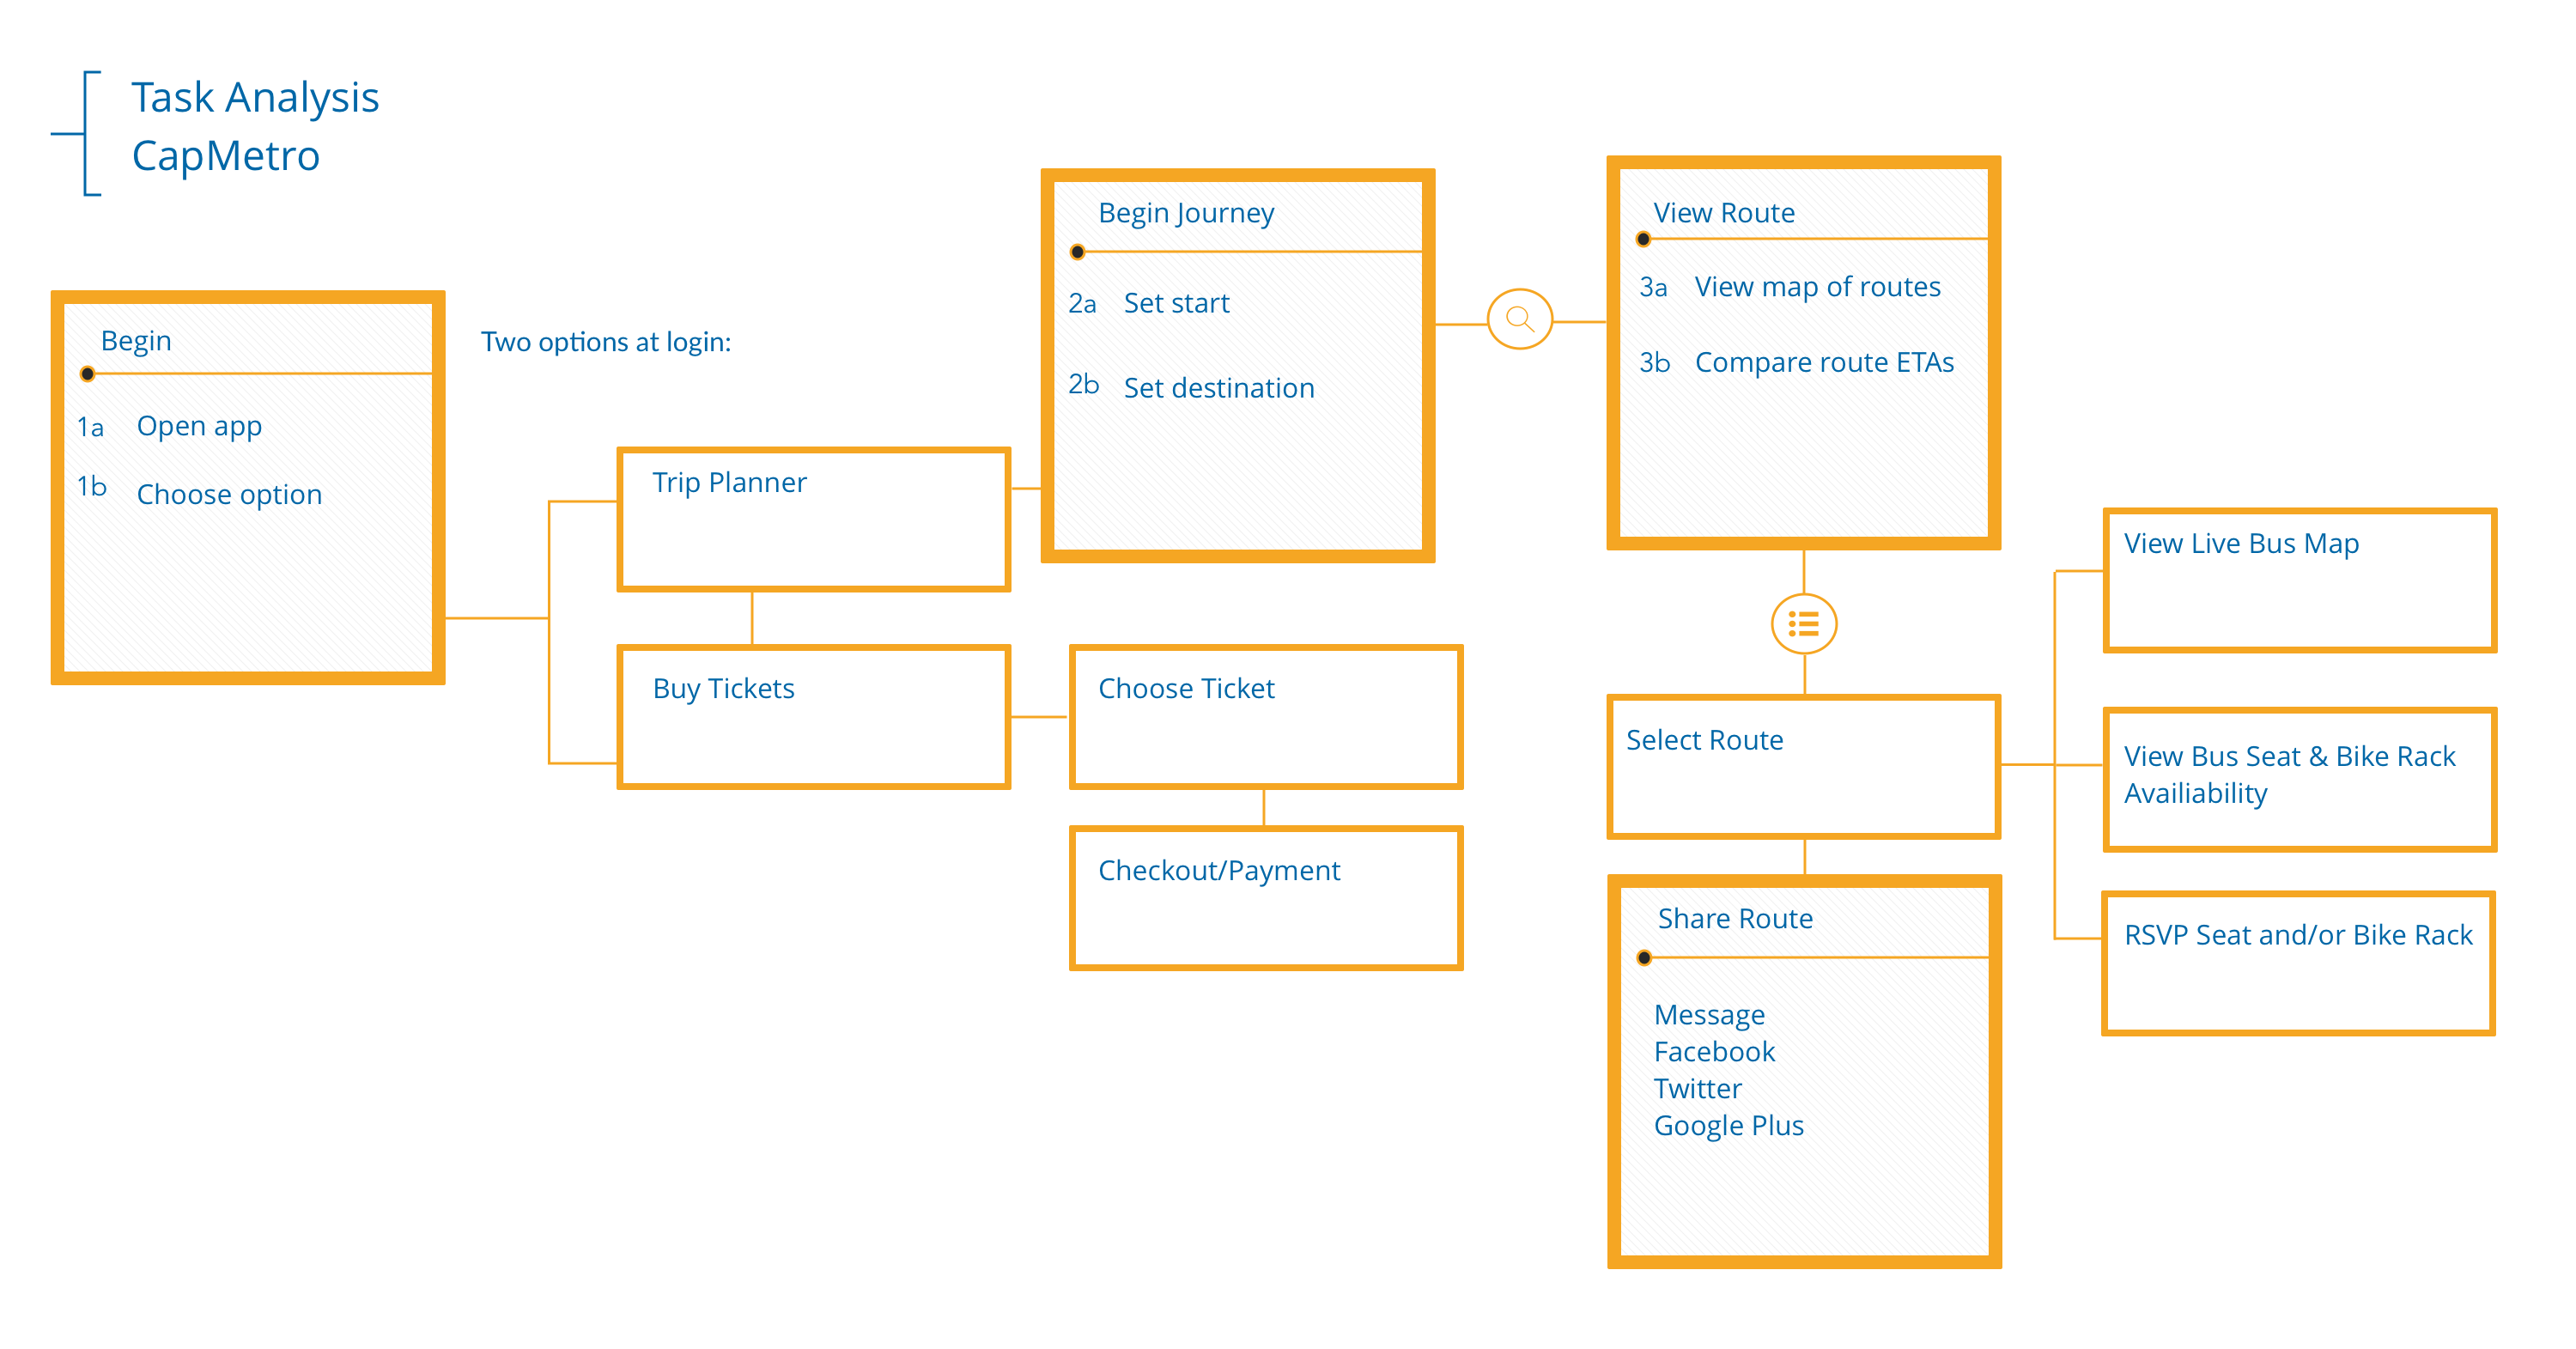 Task Analysis
CapMetro
Begin
1a Open app
1b Choose option
Two options at login:
Trip Planner
Buy Tickets
Begin Journey
2a Set start
2b Set destination
Choose Ticket
Checkout/Payment
View Route
3a View map of routes
3b Compare route ETAs
Select Route
Share Route
Message
Facebook
Twitter
Google Plus
View Live Bus Map
View Bus Seat & Bike Rack
Availiability
RSVP Seat and/or Bike Rack